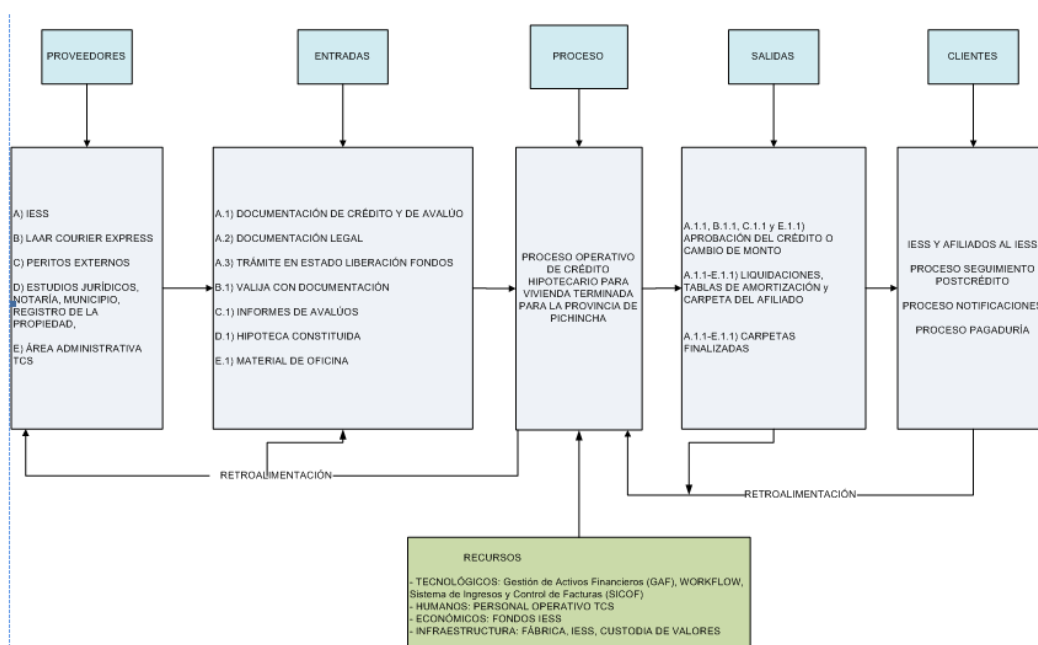 PROVEEDORES
ENTRADAS
PROCESO
SALIDAS
CLIENTES
A) IESS
B) LAAR COURIER EXPRESS
C) PERITOS EXTERNOS
D) ESTUDIOS JURÍDICOS,
NOTARÍA, MUNICIPIO,
REGISTRO DE LA
PROPIEDAD,
E) ÁREA ADMINISTRATIVA
TCS
A.1) DOCUMENTACIÓN DE CRÉDITO Y DE AVALÚO
A.2) DOCUMENTACIÓN LEGAL
A.3) TRÁMITE EN ESTADO LIBERACIÓN FONDOS
B.1) VALIJA CON DOCUMENTACIÓN
C.1) INFORMES DE AVALÚOS
D.1) HIPOTECA CONSTITUIDA
E.1) MATERIAL DE OFICINA
PROCESO OPERATIVO
DE CRÉDITO
HIPOTECARIO PARA
VIVIENDA TERMINADA
PARA LA PROVINCIA DE
PICHINCHA
A.1.1, B.1.1, C.1.1 y E.1.1)
APROBACIÓN DEL CRÉDITO O
CAMBIO DE MONTO
A.1.1-E.1.1) LIQUIDACIONES,
TABLAS DE AMORTIZACIÓN y
CARPETA DEL AFILIADO
A.1.1-E.1.1) CARPETAS
FINALIZADAS
IESS Y AFILIADOS AL IESS
PROCESO SEGUIMIENTO
POSTCRÉDITO
PROCESO NOTIFICACIONES
PROCESO PAGADURÍA
RETROALIMENTACIÓN
RETROALIMENTACIÓN
RECURSOS
- TECNOLÓGICOS: Gestión de Activos Financieros (GAF), WORKFLOW,
Sistema de Ingresos y Control de Facturas (SICOF)
- HUMANOS: PERSONAL OPERATIVO TCS
- ECONÓMICOS: FONDOS IESS
- INFRAESTRUCTURA: FÁBRICA, IESS, CUSTODIA DE VALORES